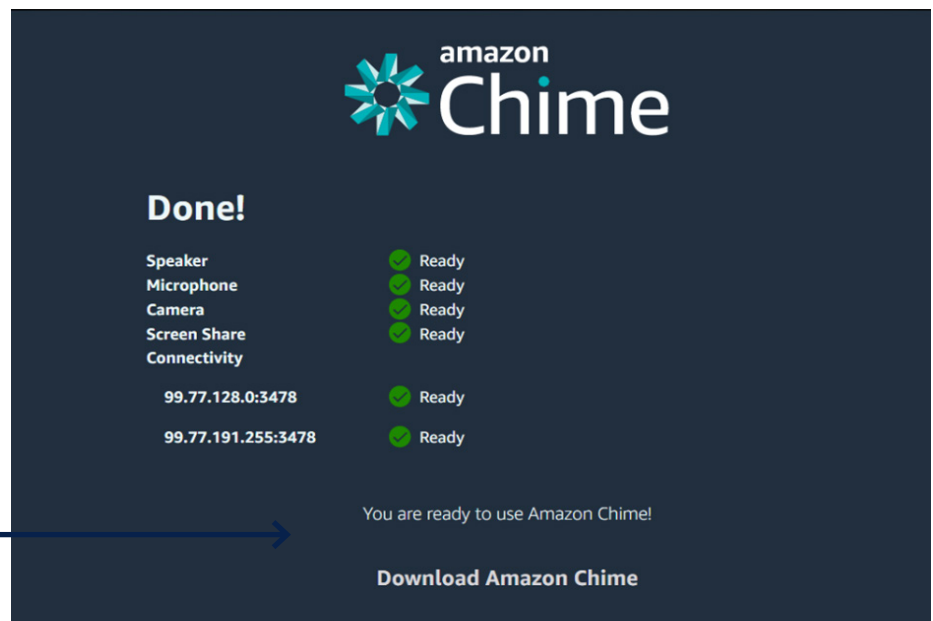 amazon
Chime
Done!
Speaker Ready
Microphone Ready
Camera Ready
Screen Share Ready
Connectivity
99.77.128.0:3478 Ready
99.77.191.255:3478 Ready
You are ready to use Amazon Chime!
Download Amazon Chime